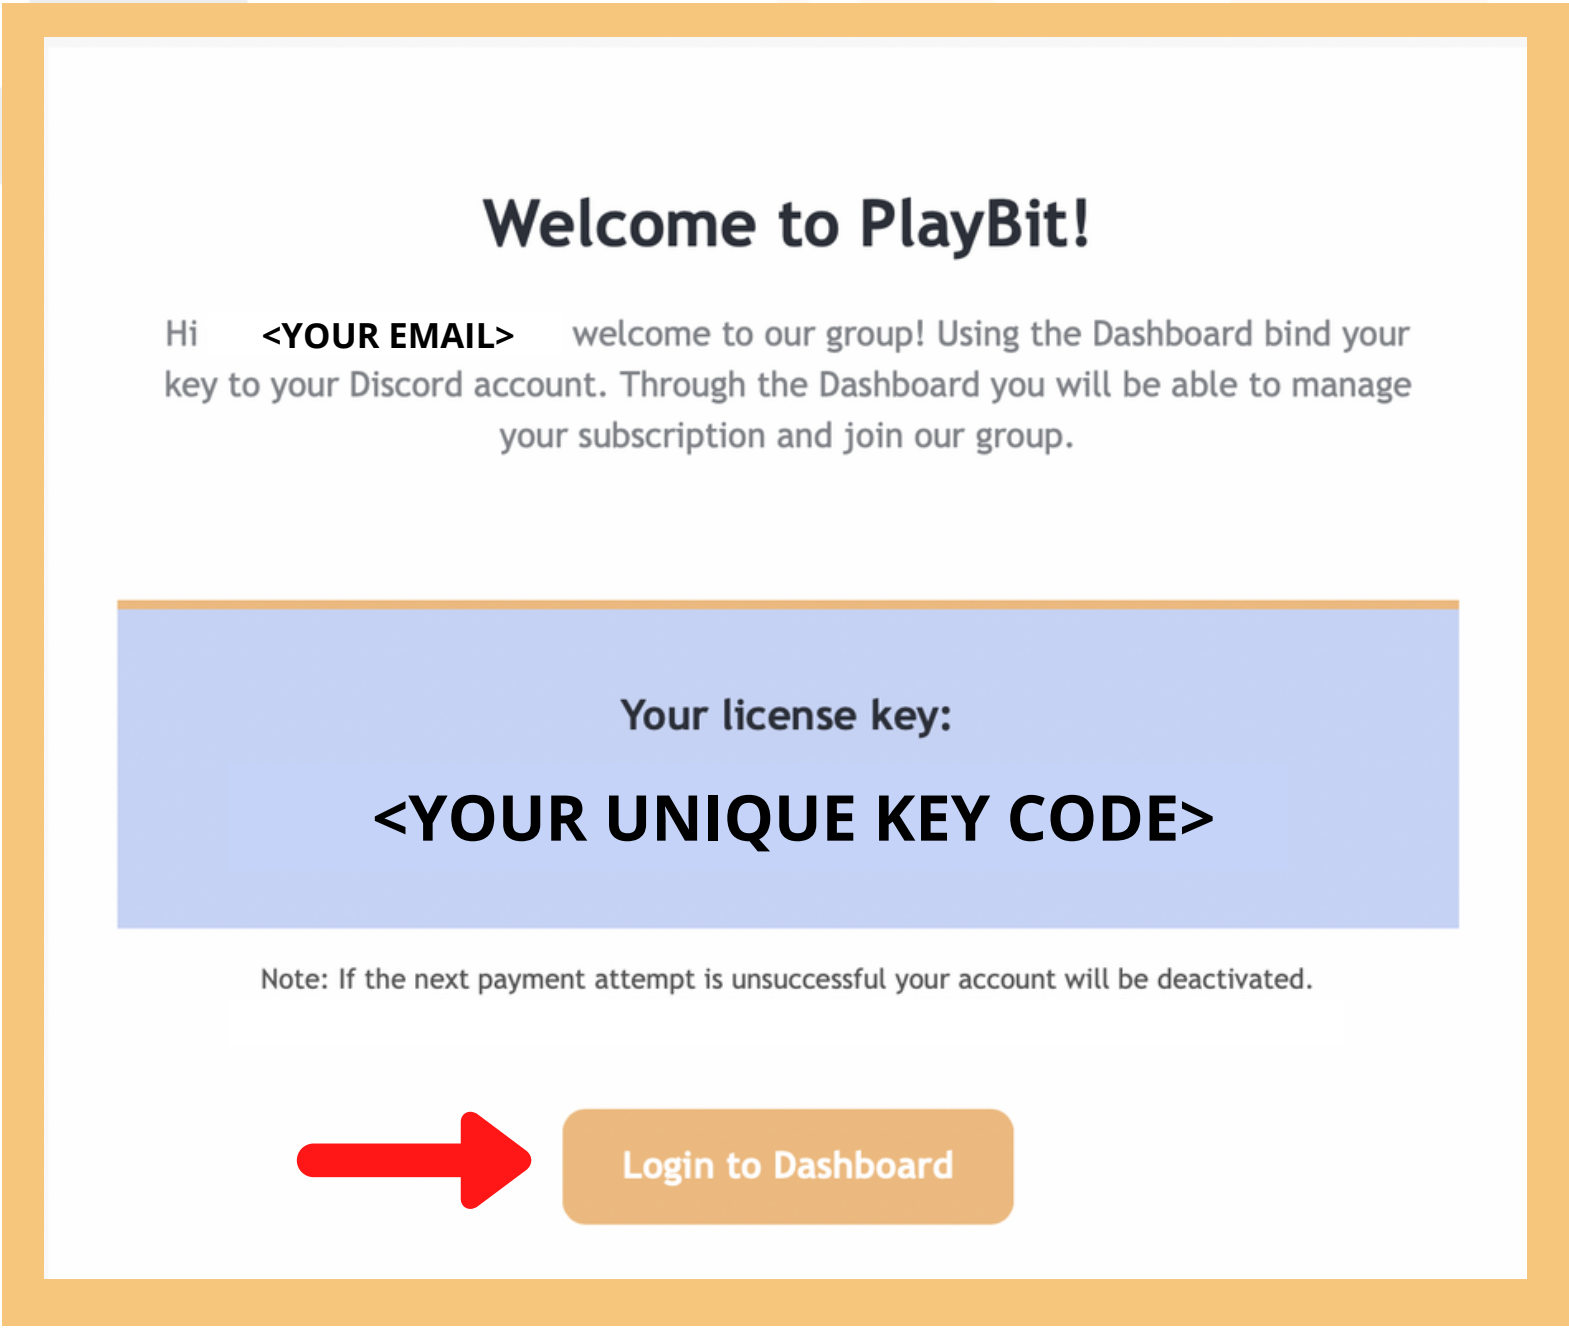 Welcome to PlayBit!
Hi <YOUR EMAIL> welcome to our group! Using the Dashboard bind your
key to your Discord account. Through the Dashboard you will be able to manage
your subscription and join our group.
Your license key:
<YOUR UNIQUE KEY CODE>
Note: If the next payment attempt is unsuccessful your account will be deactivated.
Login to Dashboard